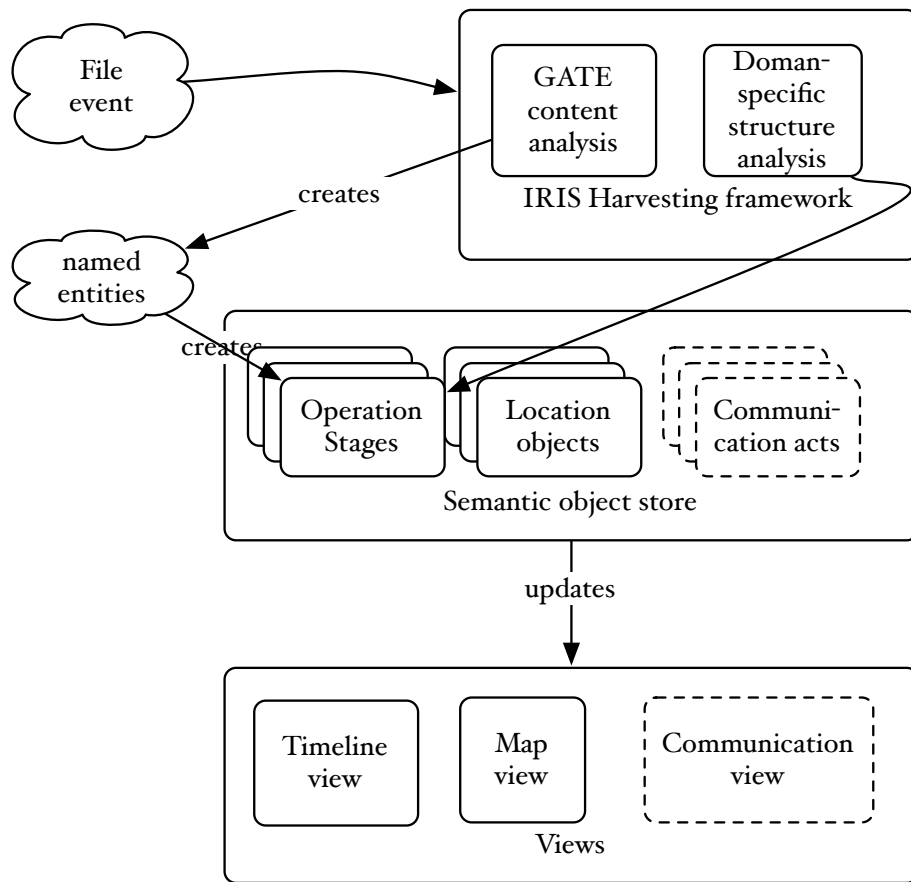 File
event
GATE
content
analysis
Doman-
specific
structure
analysis
IRIS Harvesting framework
creates
named
entities
creates
Operation
Stages
Location
objects
Communi-
cation acts
Semantic object store
updates
Timeline
view
Map
view
Communication
view
Views